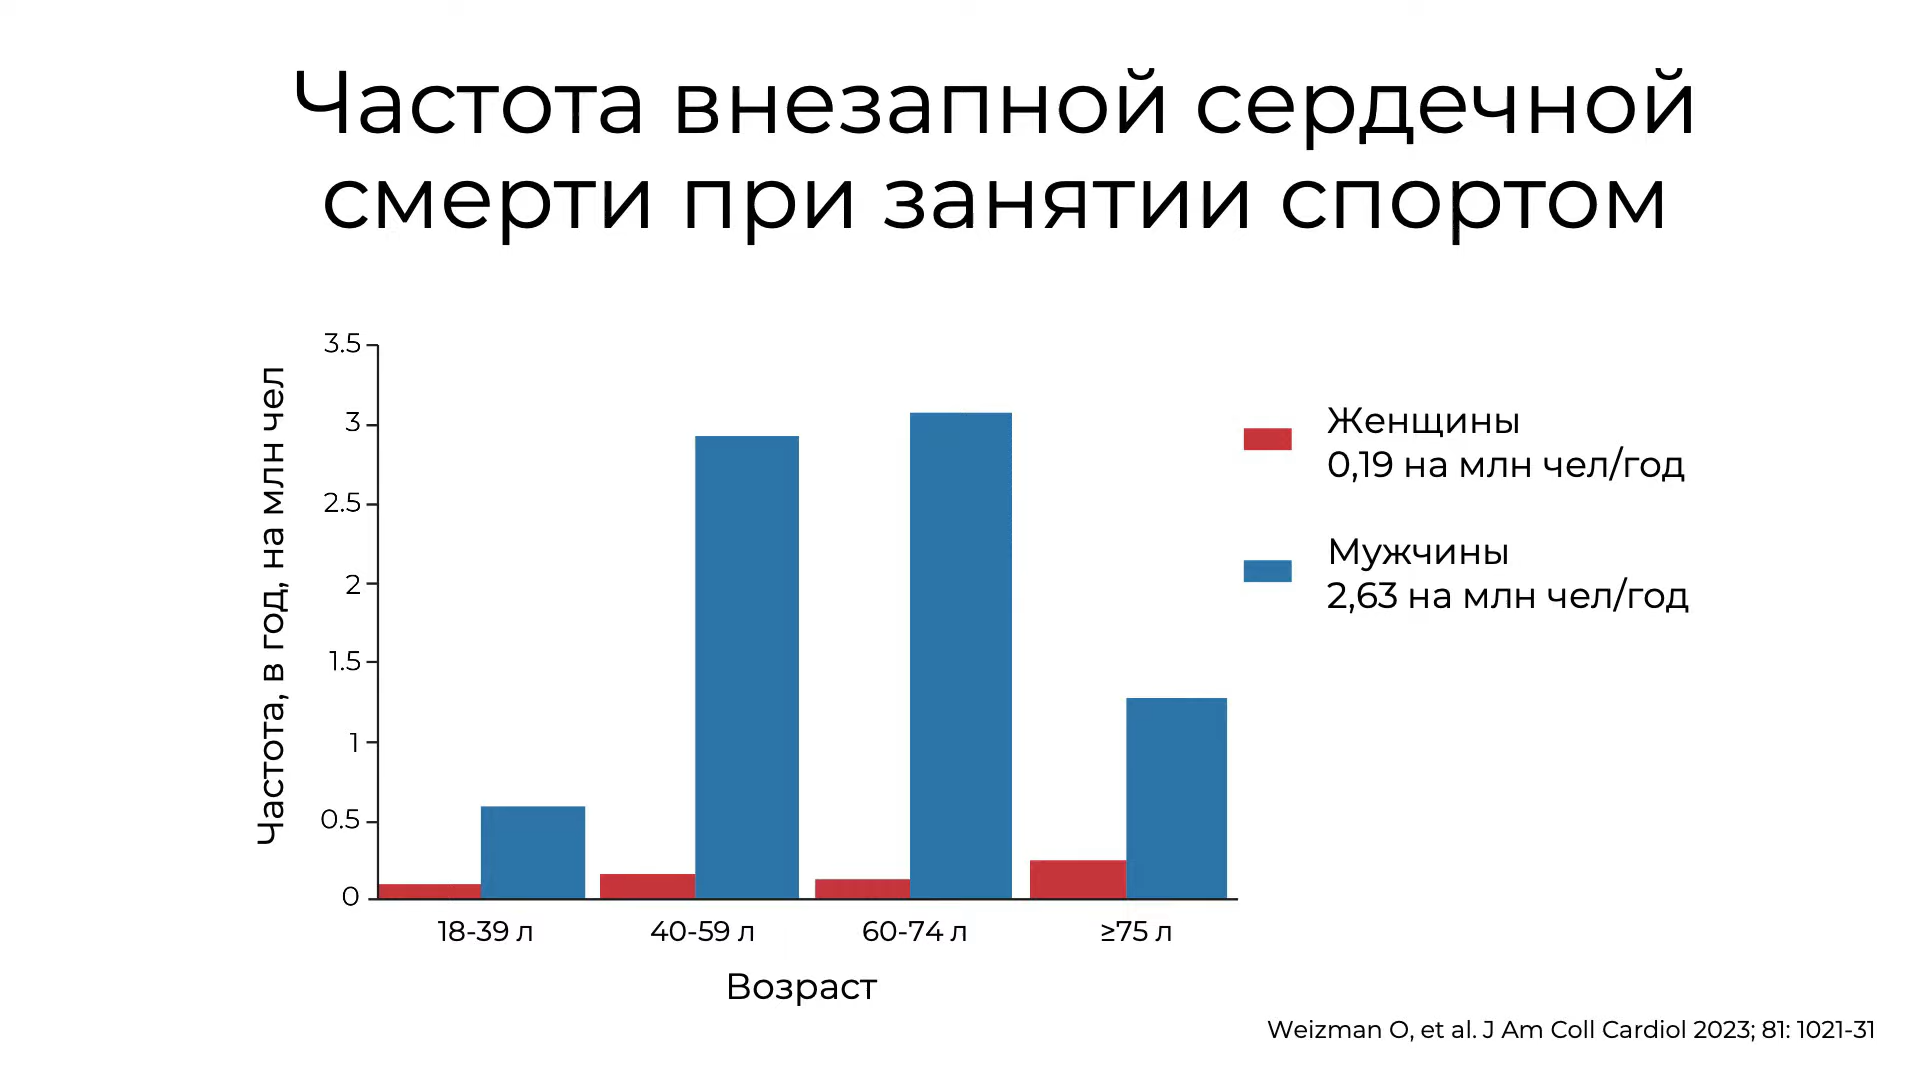 Частота внезапной сердечной
смерти при занятии спортом
Частота, в год, на млн чел
3.5
3
2.5
2
1.5
1
0.5
0
18-39 л
40-59 л
60-74 л
≥75 л
Возраст
Женщины
0,19 на млн чел/год
Мужчины
2,63 на млн чел/год
Weizman O, et al. J Am Coll Cardiol 2023; 81: 1021-31